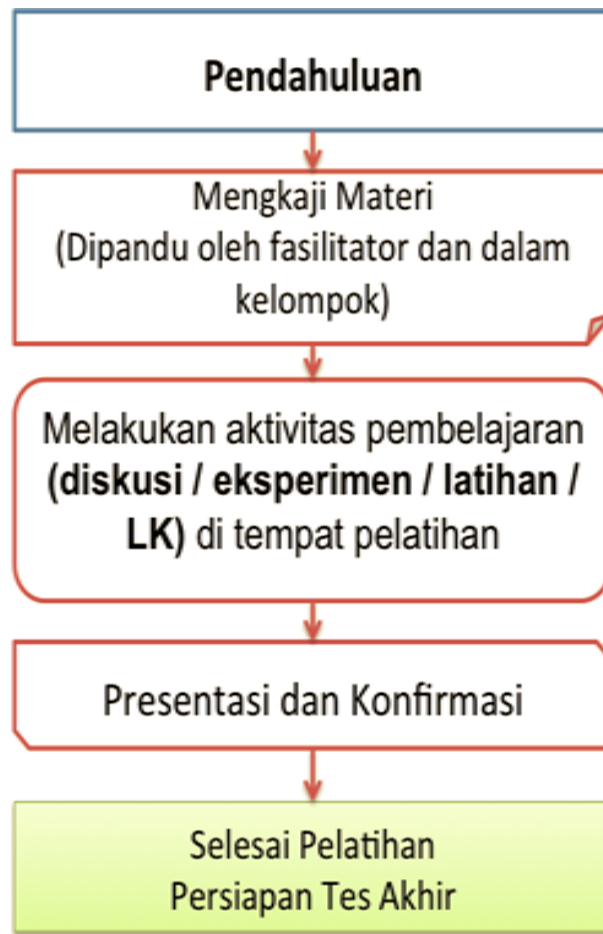 Pendahuluan
Mengkaji Materi
(Dipandu oleh fasilitator dan dalam
kelompok)
Melakukan aktivitas pembelajaran
(diskusi / eksperimen / latihan /
LK) di tempat pelatihan
Presentasi dan Konfirmasi
Selesai Pelatihan
Persiapan Tes Akhir